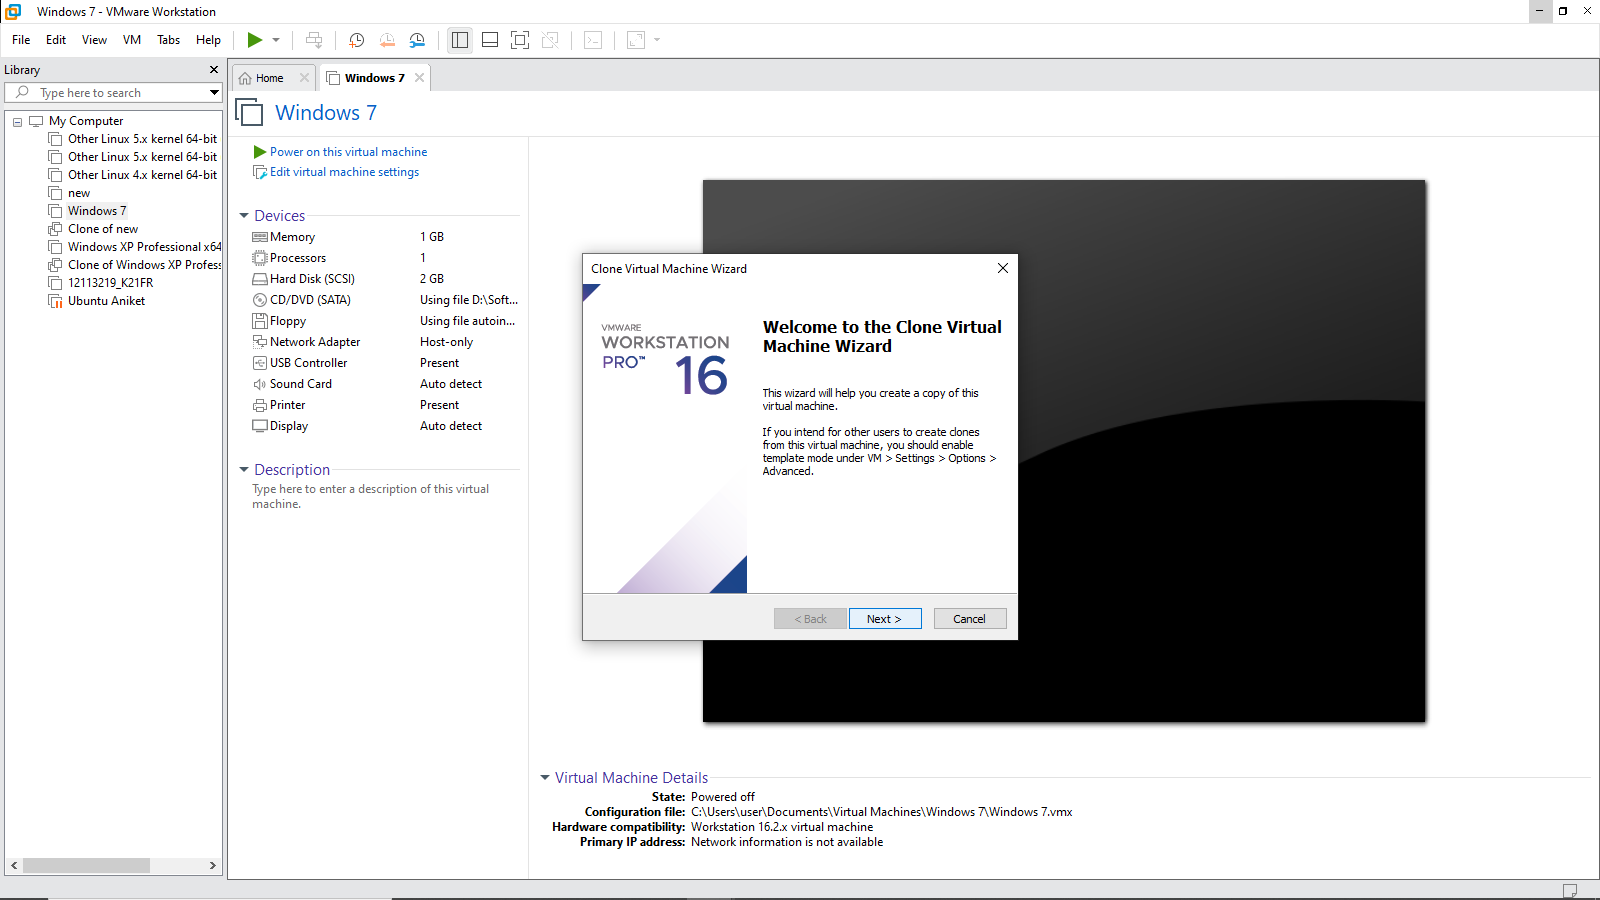 Windows 7 - VMware Workstation
File Edit View VM Tabs Help
Library
Type here to search
My Computer
Other Linux 5.x kernel 64-bit
Other Linux 5.x kernel 64-bit
Other Linux 4.x kernel 64-bit
new
Windows 7
Clone of new
Windows XP Professional x64
Clone of Windows XP Profess
12113219_K21FR
Ubuntu Aniket
Home
Windows 7
Windows 7
Power on this virtual machine
Edit virtual machine settings
Devices
Memory 1 GB
Processors 1
Hard Disk (SCSI) 2 GB
CD/DVD (SATA) Using file D:\Soft...
Floppy Using file autoin...
Network Adapter Host-only
USB Controller Present
Sound Card Auto detect
Printer Present
Display Auto detect
Description
Type here to enter a description of this virtual
machine.
Clone Virtual Machine Wizard
VMWARE
WORKSTATION
PRO™ 16
Welcome to the Clone Virtual
Machine Wizard
This wizard will help you create a copy of this
virtual machine.
If you intend for other users to create clones
from this virtual machine, you should enable
template mode under VM > Settings > Options >
Advanced.
< Back Next > Cancel
Virtual Machine Details
State: Powered off
Configuration file: C:\Users\user\Documents\Virtual Machines\Windows 7\Windows 7.vmx
Hardware compatibility: Workstation 16.2.x virtual machine
Primary IP address: Network information is not available